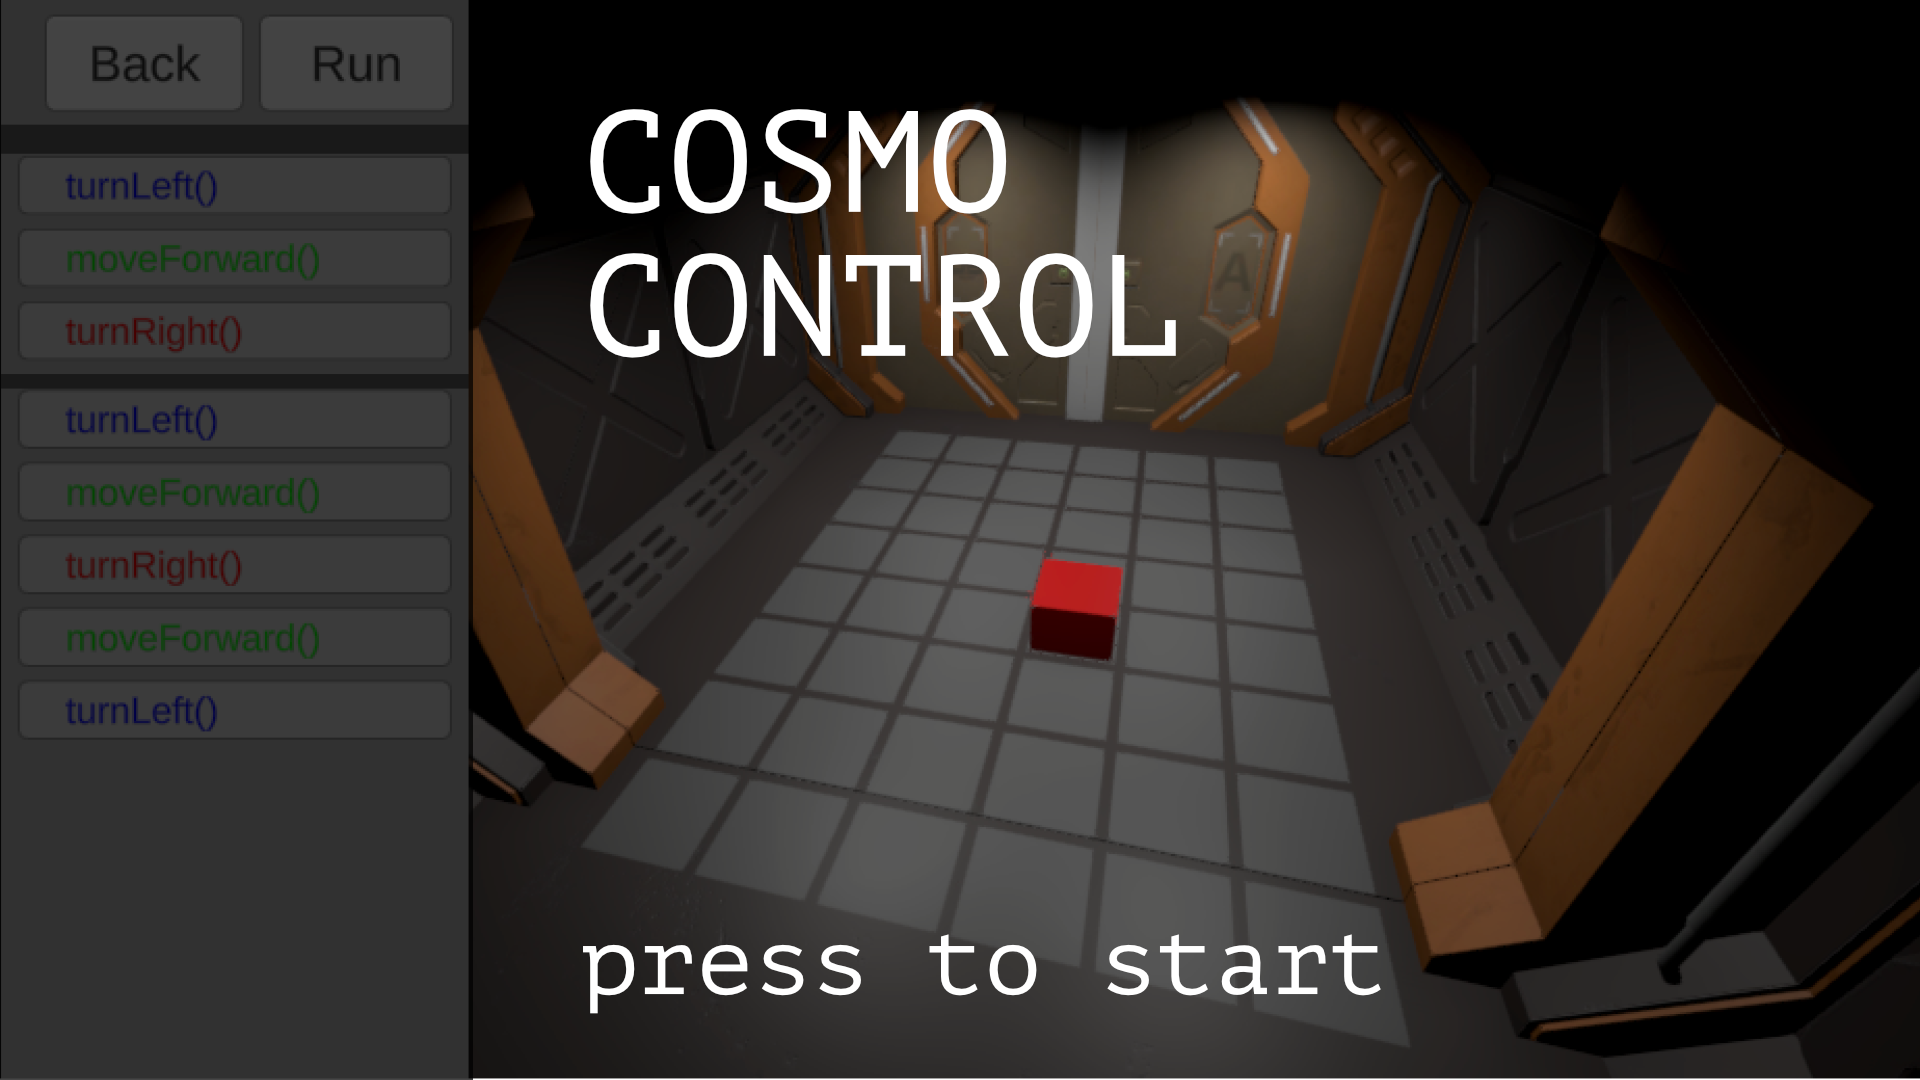 Back Run
turnLeft()
moveForward()
turnRight()
turnLeft()
moveForward()
turnRight()
moveForward()
turnLeft()
COSMO
CONTROL
A
press to start